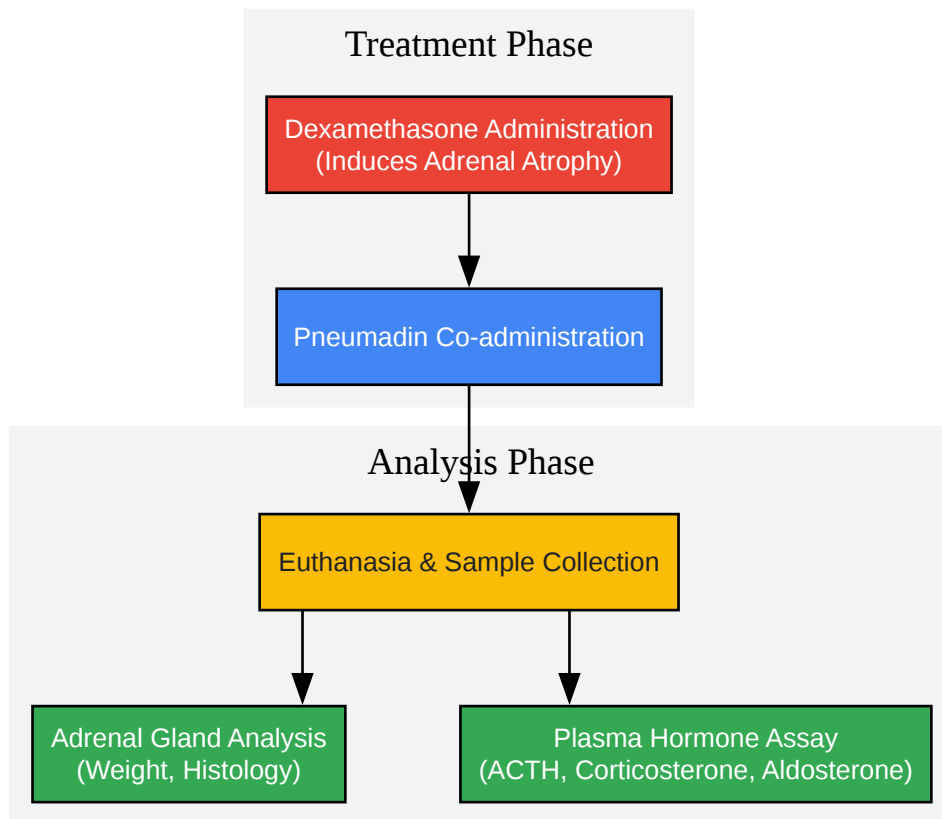 Treatment Phase
Dexamethasone Administration
(Induces Adrenal Atrophy)
Pneumadin Co-administration
Analysis Phase
Euthanasia & Sample Collection
Adrenal Gland Analysis
(Weight, Histology)
Plasma Hormone Assay
(ACTH, Corticosterone, Aldosterone)